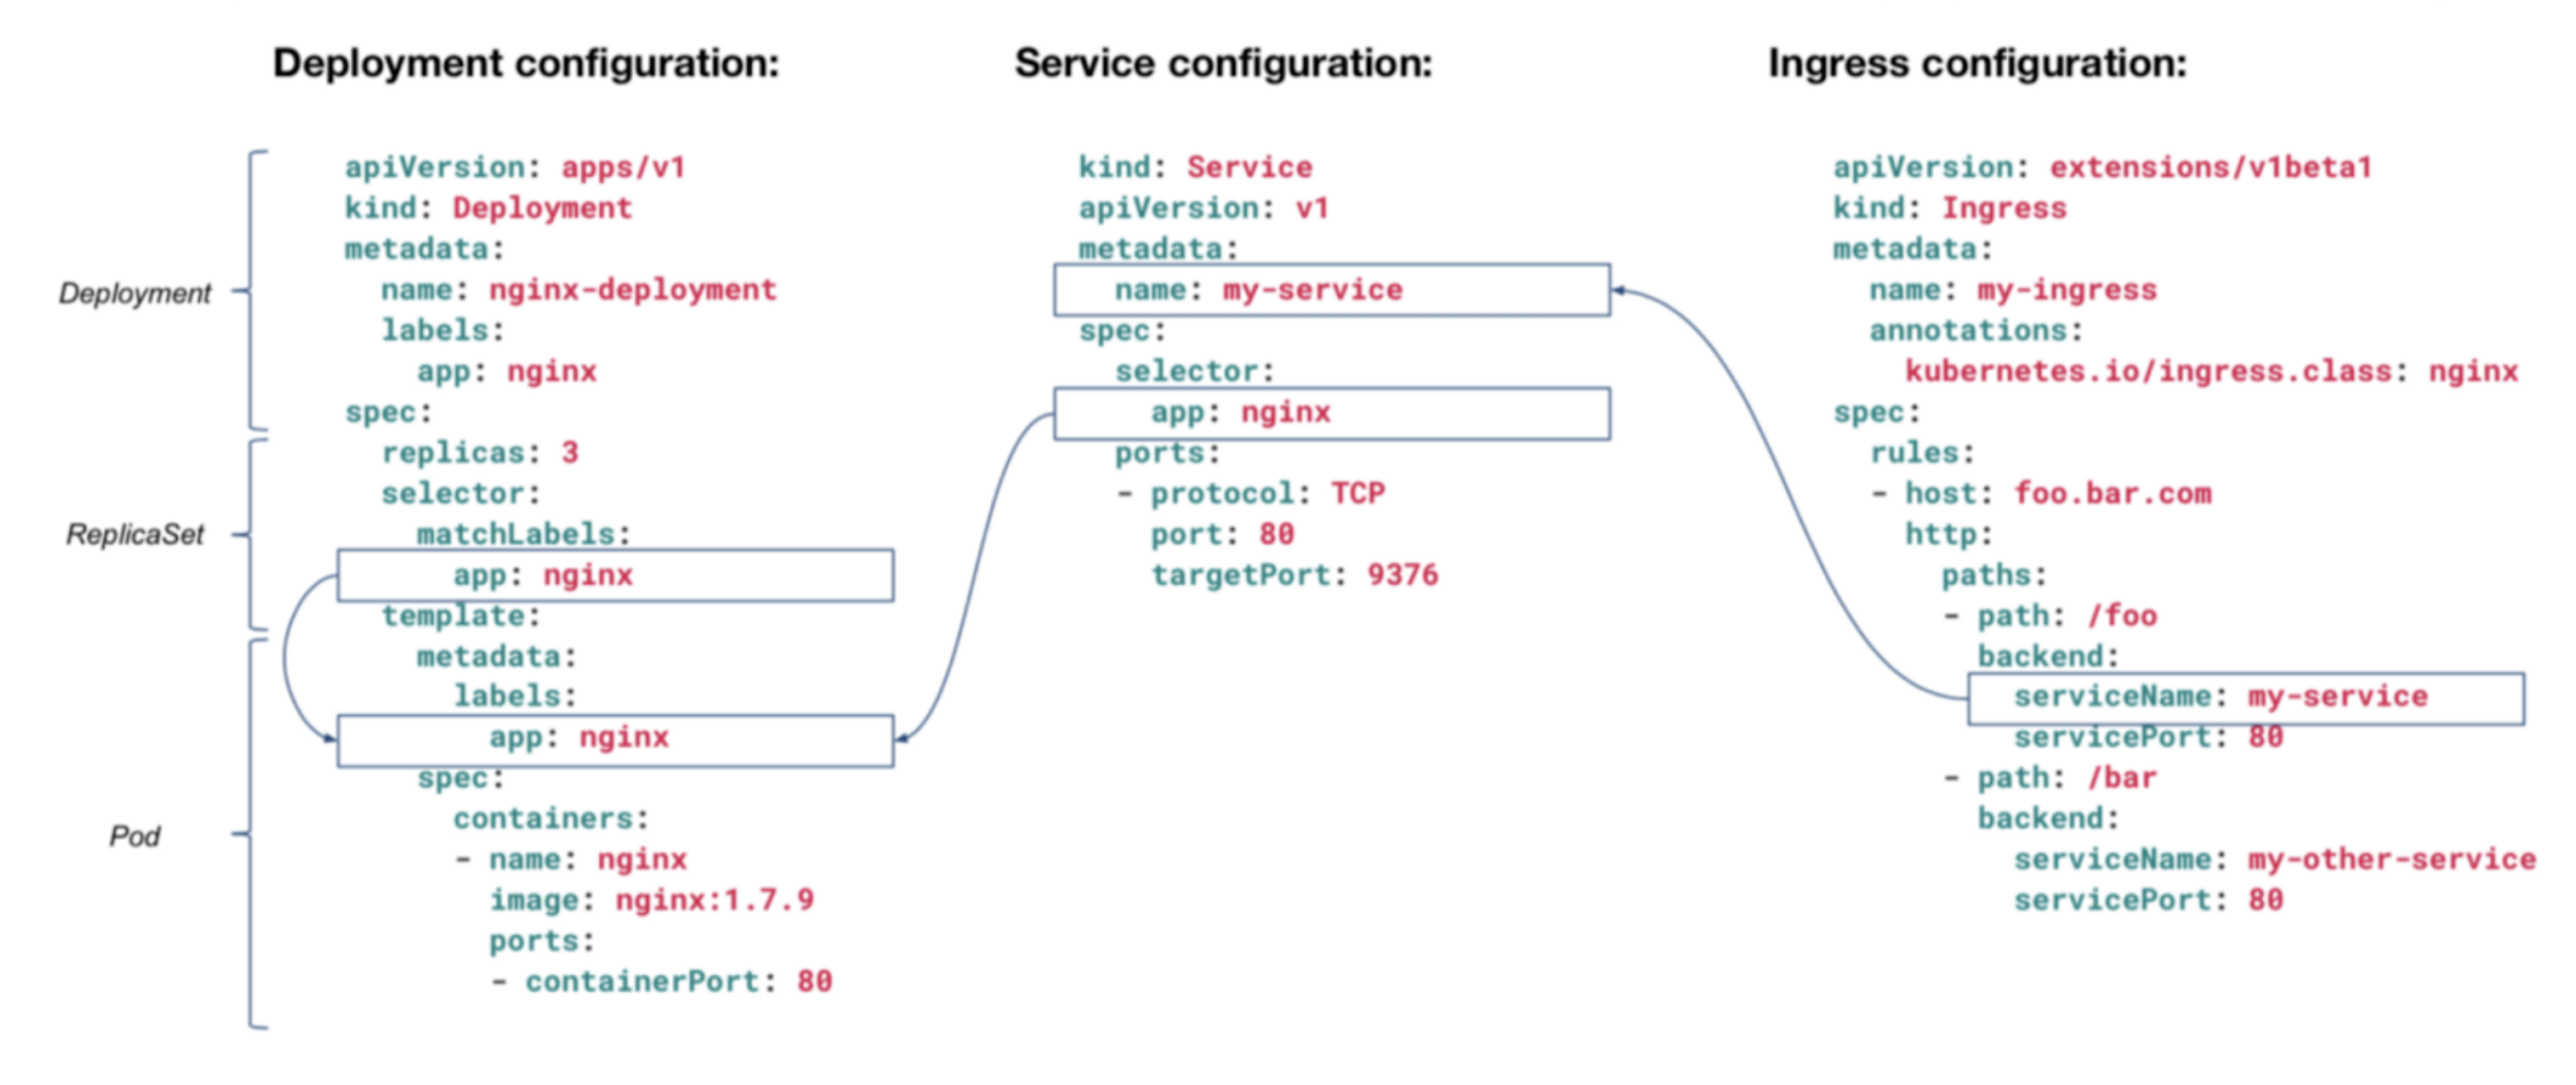 Deployment configuration:
Deployment
ReplicaSet
Pod
apiVersion: apps/v1
kind: Deployment
metadata:
  name: nginx-deployment
  labels:
    app: nginx
spec:
  replicas: 3
  selector:
    matchLabels:
      app: nginx
  template:
    metadata:
      labels:
        app: nginx
    spec:
      containers:
      - name: nginx
        image: nginx:1.7.9
        ports:
        - containerPort: 80
Service configuration:
kind: Service
apiVersion: v1
metadata:
  name: my-service
spec:
  selector:
    app: nginx
  ports:
  - protocol: TCP
    port: 80
    targetPort: 9376
Ingress configuration:
apiVersion: extensions/v1beta1
kind: Ingress
metadata:
  name: my-ingress
  annotations:
    kubernetes.io/ingress.class: nginx
spec:
  rules:
  - host: foo.bar.com
    http:
      paths:
      - path: /foo
        backend:
          serviceName: my-service
          servicePort: 80
      - path: /bar
        backend:
          serviceName: my-other-service
          servicePort: 80